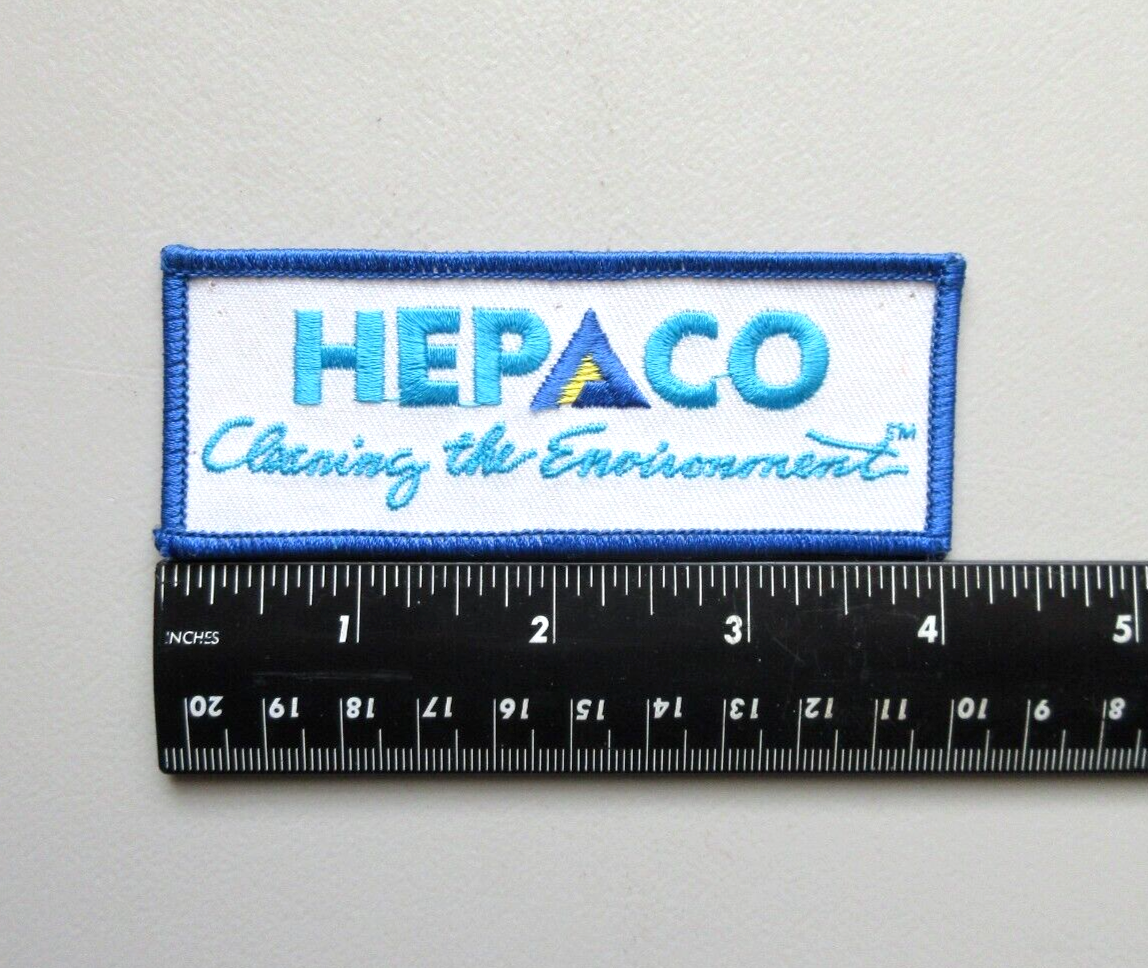 HEPACO
Cleaning the Environment™
1 2 3 4 5
INCHES
20 19 18 17 16 15 14 13 12 11 10 9 8